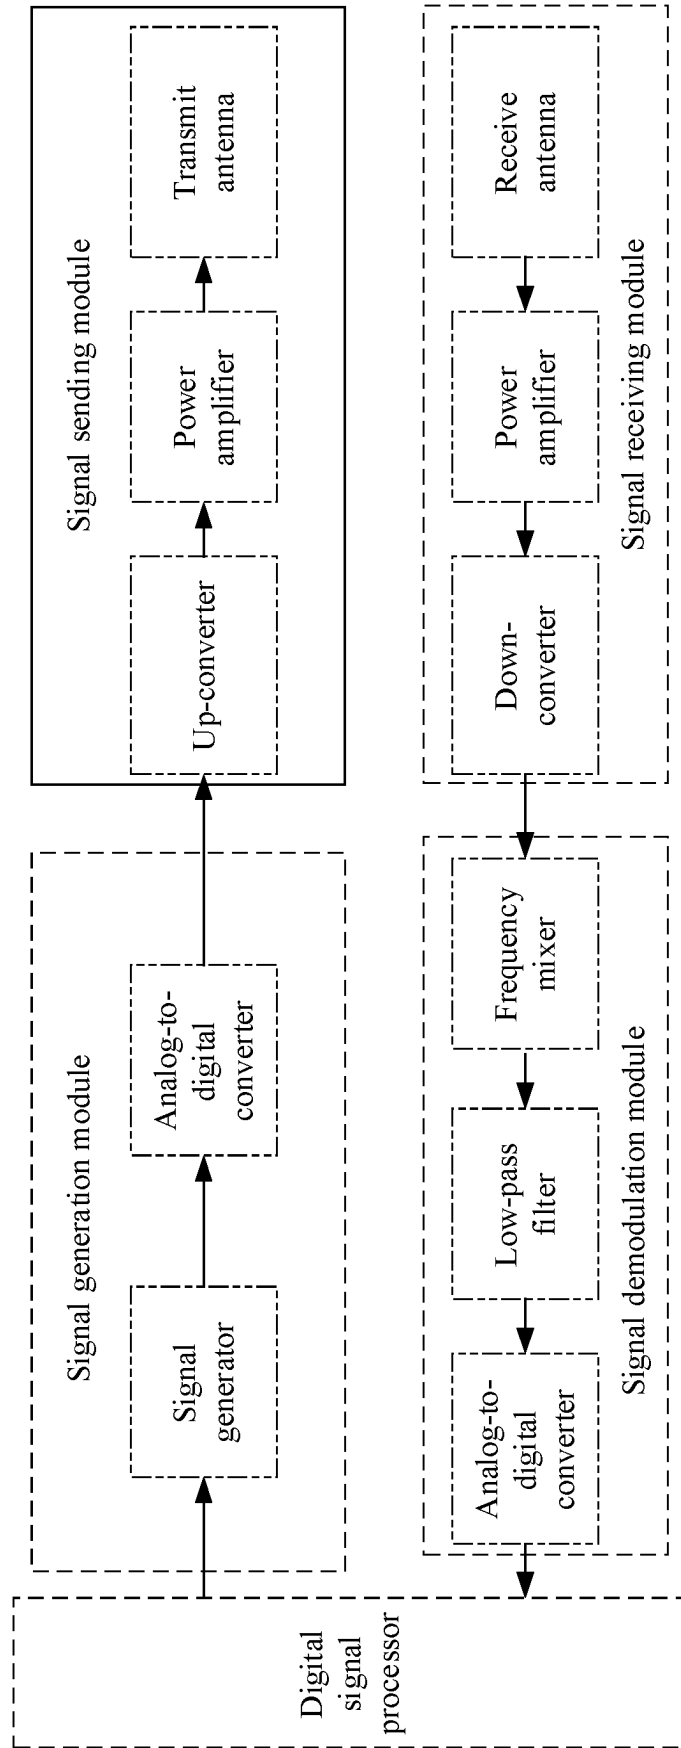 Digital
signal
processor
Signal generation module
Signal
generator
Analog-to-
digital
converter
Signal sending module
Up-converter
Power
amplifier
Transmit
antenna
Analog-to-
digital
converter
Low-pass
filter
Frequency
mixer
Signal demodulation module
Down-
converter
Power
amplifier
Receive
antenna
Signal receiving module